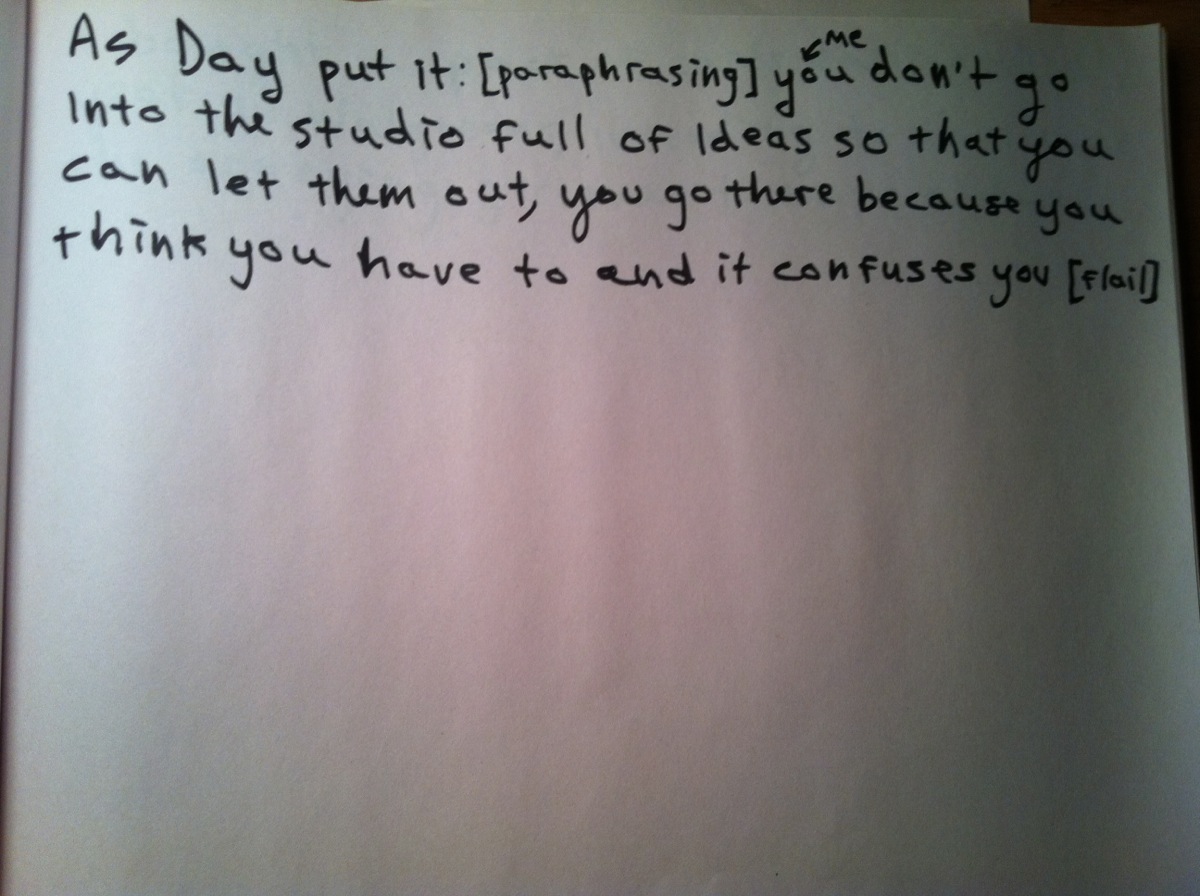 As Day put it: [paraphrasing] you don't go
↙me
Into the studio full of Ideas so that you
can let them out, you go there because you
think you have to and it confuses you [flail]